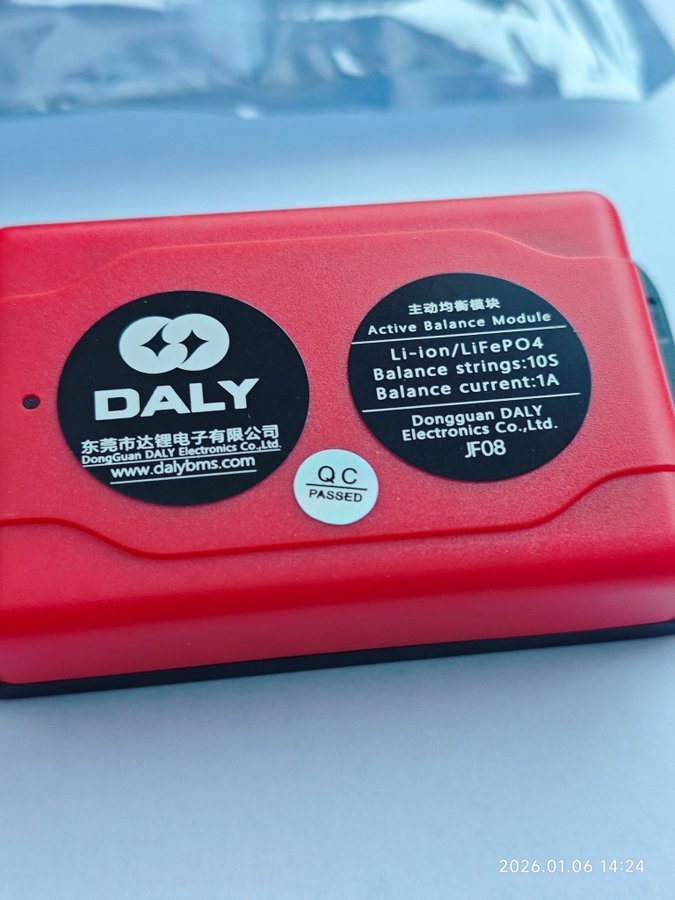 DALY
东莞市达锂电子有限公司
DongGuan DALY Electronics Co.,Ltd.
www.dalybms.com
主动均衡模块
Active Balance Module
Li-ion/LiFePO4
Balance strings:10S
Balance current:1A
Dongguan DALY
Electronics Co.,Ltd.
JF08
QC
PASSED
2026.01.06 14:24